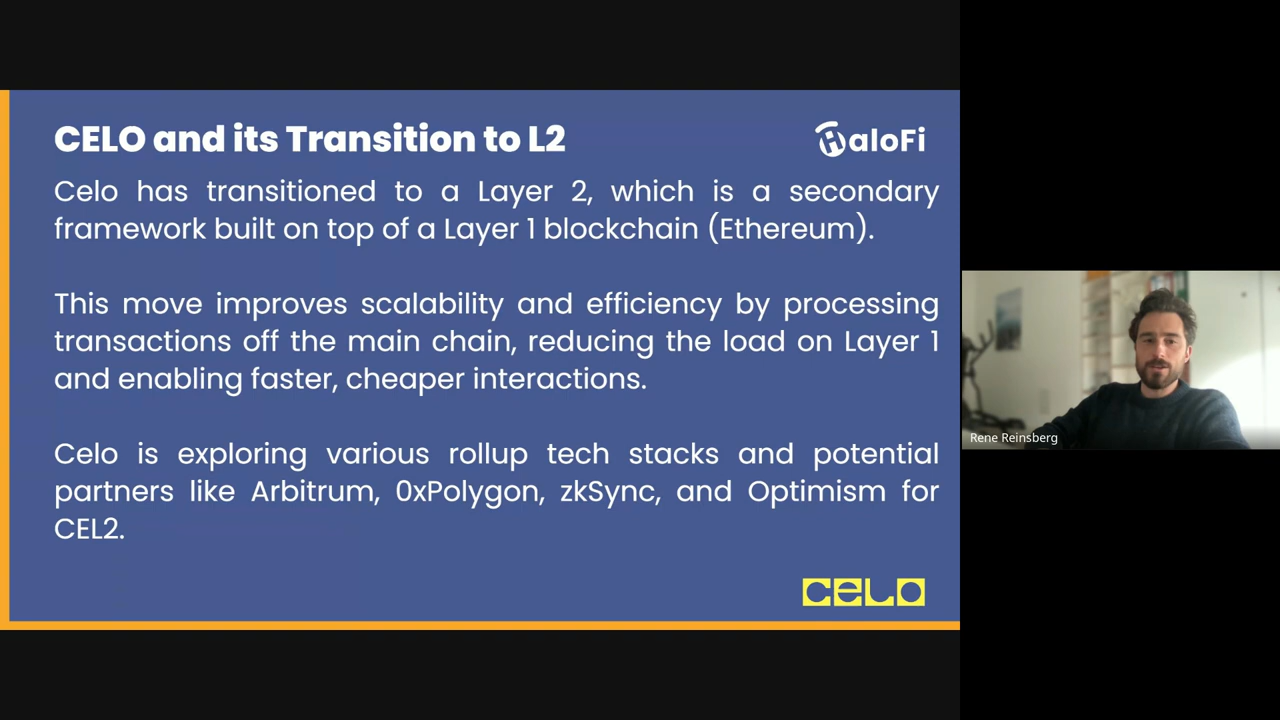 CELO and its Transition to L2
HaloFi
Celo has transitioned to a Layer 2, which is a secondary
framework built on top of a Layer 1 blockchain (Ethereum).
This move improves scalability and efficiency by processing
transactions off the main chain, reducing the load on Layer 1
and enabling faster, cheaper interactions.
Celo is exploring various rollup tech stacks and potential
partners like Arbitrum, 0xPolygon, zkSync, and Optimism for
CEL2.
CELO
Rene Reinsberg